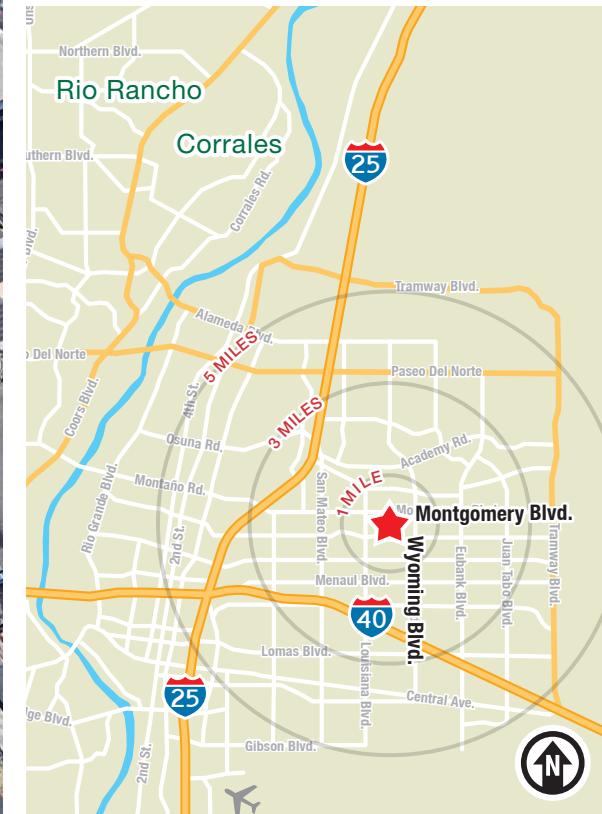 Northern Blvd.
Rio Rancho
Corrales
25
uthern Blvd.
Corrales Rd.
Blvd.
Tramway Blvd.
Alameda Blvd.
5 MILES
o Del Norte
Paseo Del Norte
Coors Blvd.
4th St.
3 MILES
Osuna Rd.
Academy Rd.
Montaño Rd.
San Mateo Blvd.
1 MILE
Mo
Montgomery Blvd.
Rio Grande Blvd.
2nd St.
Wyoming Blvd.
Eubank Blvd.
Juan Tabo Blvd.
Tramway Blvd.
Menaul Blvd.
40
Lomas Blvd.
Louisiana Blvd.
25
Central Ave.
dge Blvd.
2nd St.
Gibson Blvd.
N